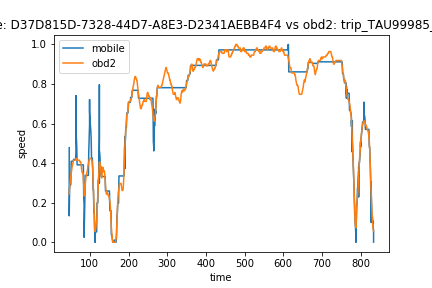 e: D37D815D-7328-44D7-A8E3-D2341AEBB4F4 vs obd2: trip_TAU99985_
mobile
obd2
1.0
0.8
0.6
0.4
0.2
0.0
speed
100 200 300 400 500 600 700 800
time